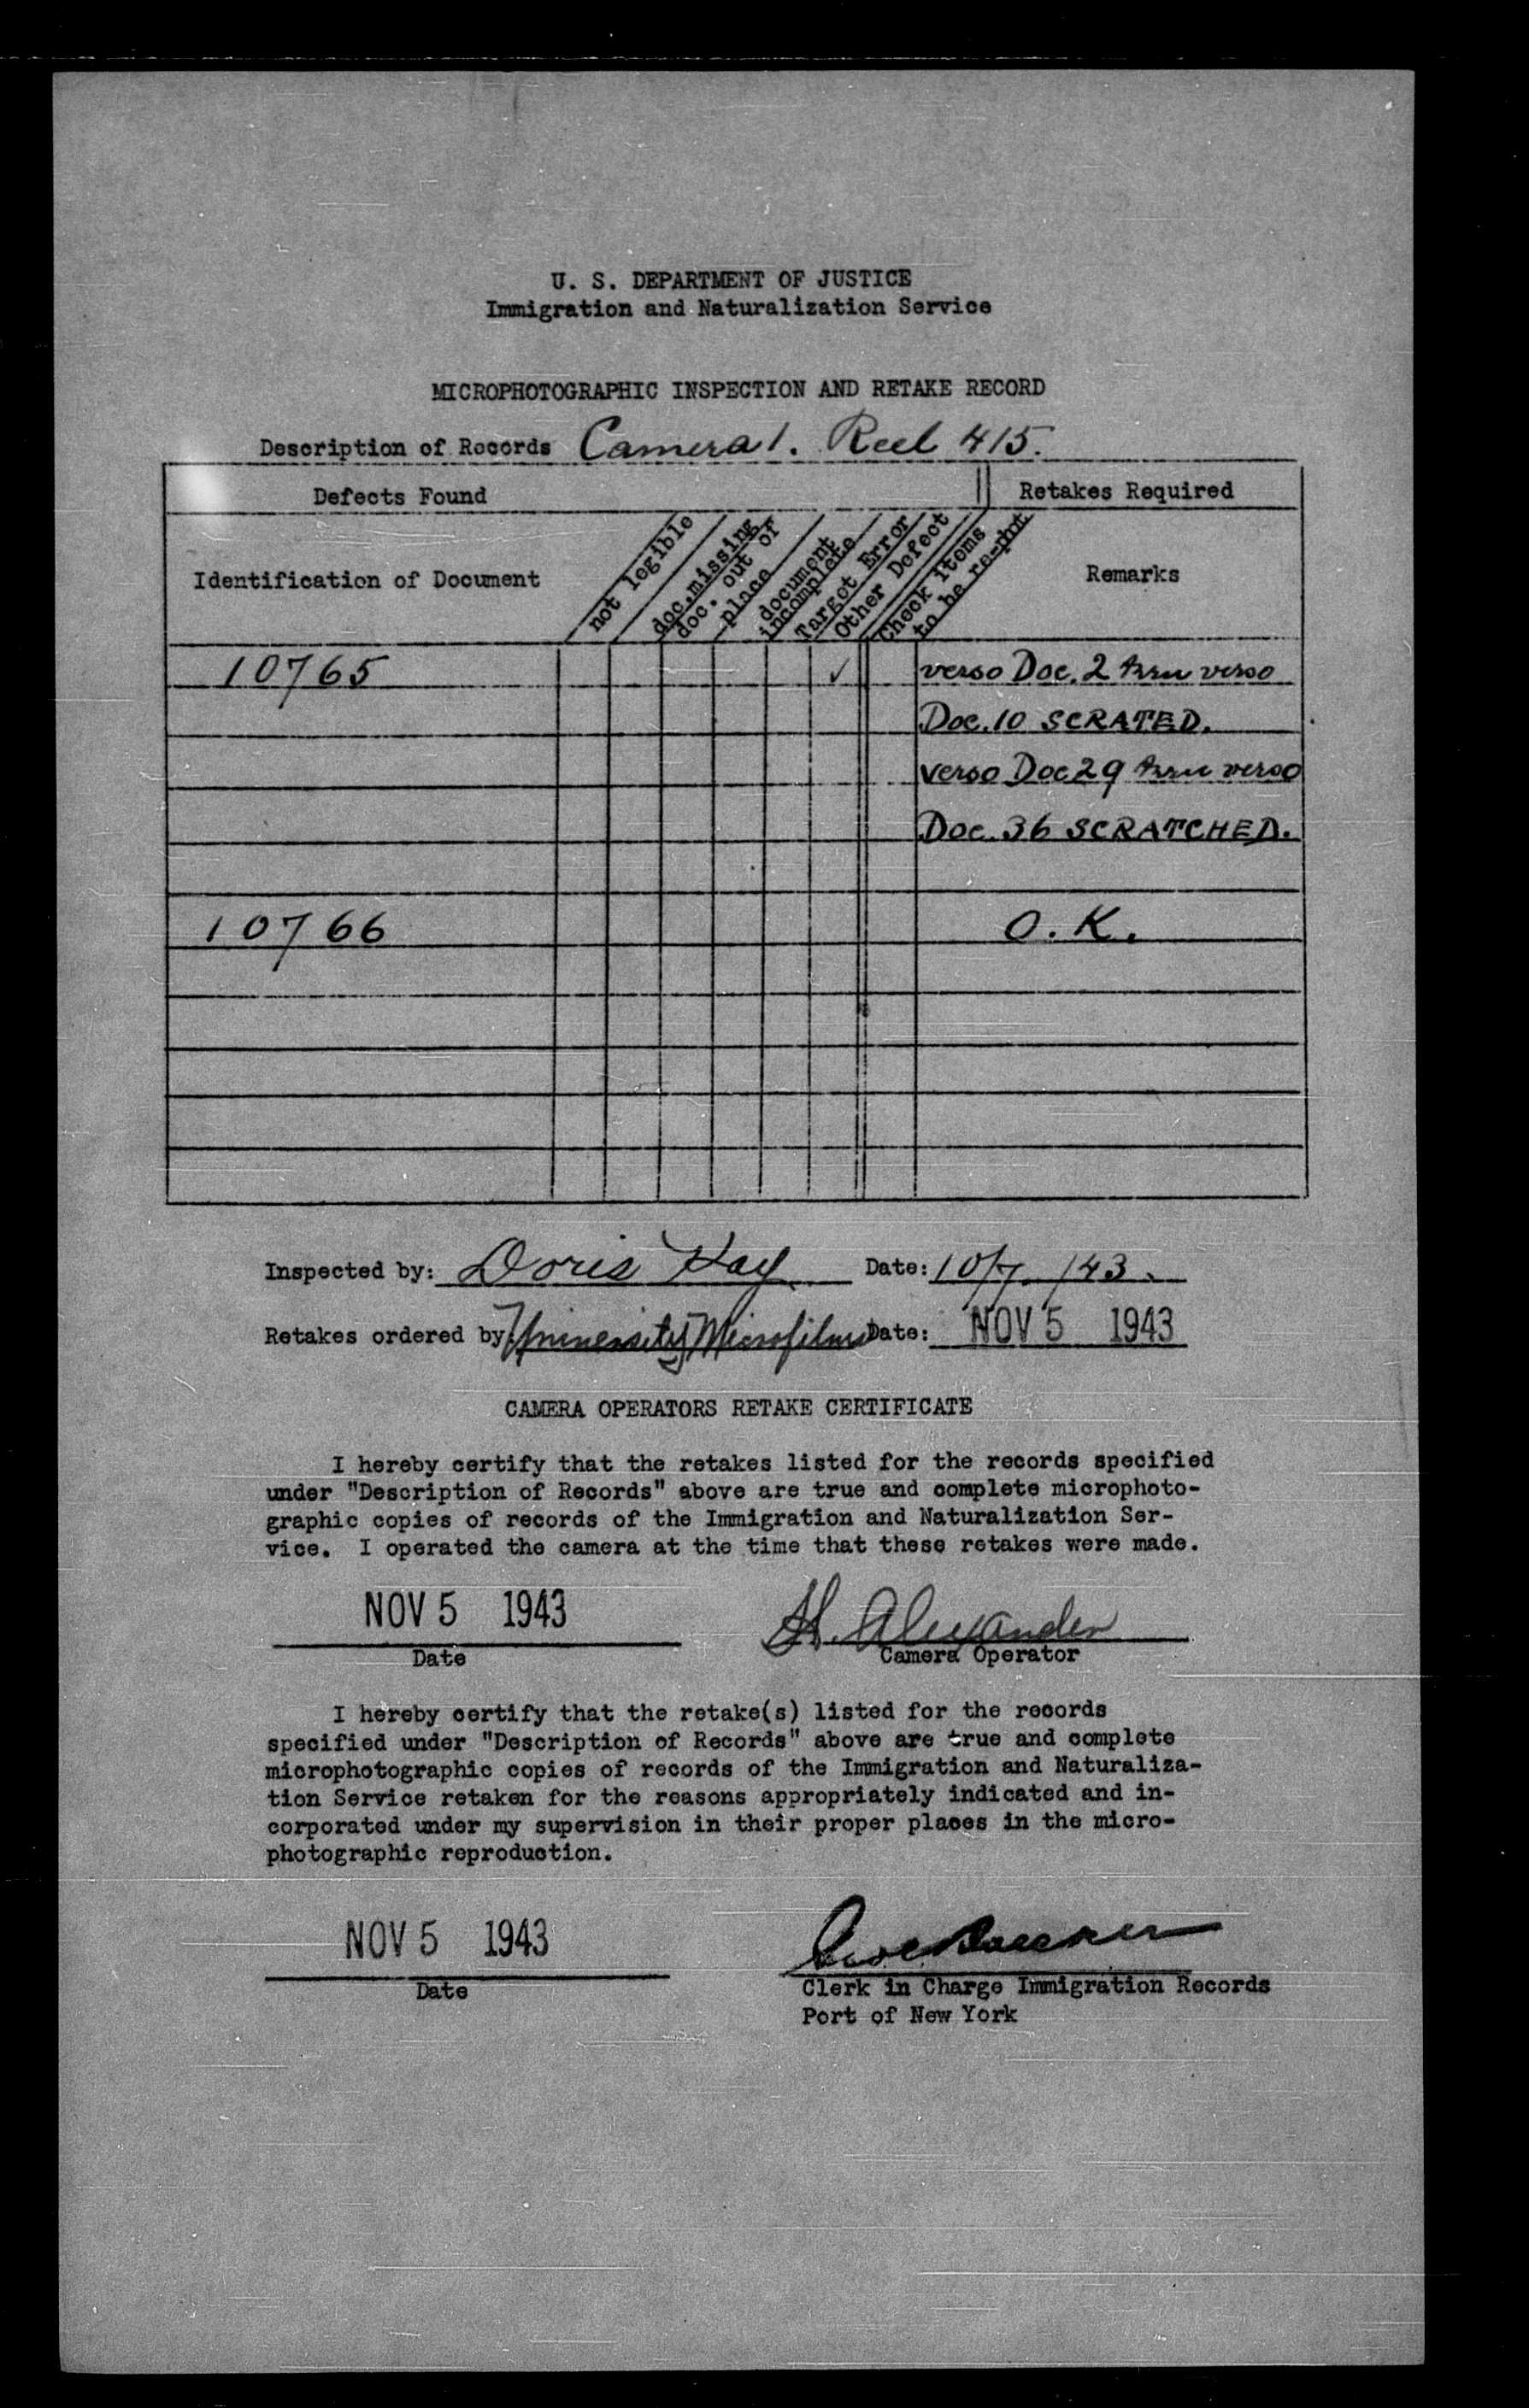 U. S. DEPARTMENT OF JUSTICE
Immigration and Naturalization Service
MICROPHOTOGRAPHIC INSPECTION AND RETAKE RECORD
Description of Records Camera 1. Reel 415.
Defects Found Retakes Required
Identification of Document
not legible
doc.missing
doc. out of
place
document
incomplete
Target Error
Other Defect
Check items
to be re-phot
Remarks
10765 ✓ verso Doc. 2 thru verso
Doc. 10 SCRATED.
verso Doc 29 thru verso
Doc. 36 SCRATCHED.
10766 O.K.
Inspected by: Doris Kay Date: 10/7/43.
Retakes ordered by University Microfilms Date: NOV 5 1943
CAMERA OPERATORS RETAKE CERTIFICATE
I hereby certify that the retakes listed for the records specified
under "Description of Records" above are true and complete microphoto-
graphic copies of records of the Immigration and Naturalization Ser-
vice. I operated the camera at the time that these retakes were made.
NOV 5 1943 H. Alexander
Date Camera Operator
I hereby certify that the retake(s) listed for the records
specified under "Description of Records" above are true and complete
microphotographic copies of records of the Immigration and Naturaliza-
tion Service retaken for the reasons appropriately indicated and in-
corporated under my supervision in their proper places in the micro-
photographic reproduction.
NOV 5 1943
Date Clerk in Charge Immigration Records
Port of New York